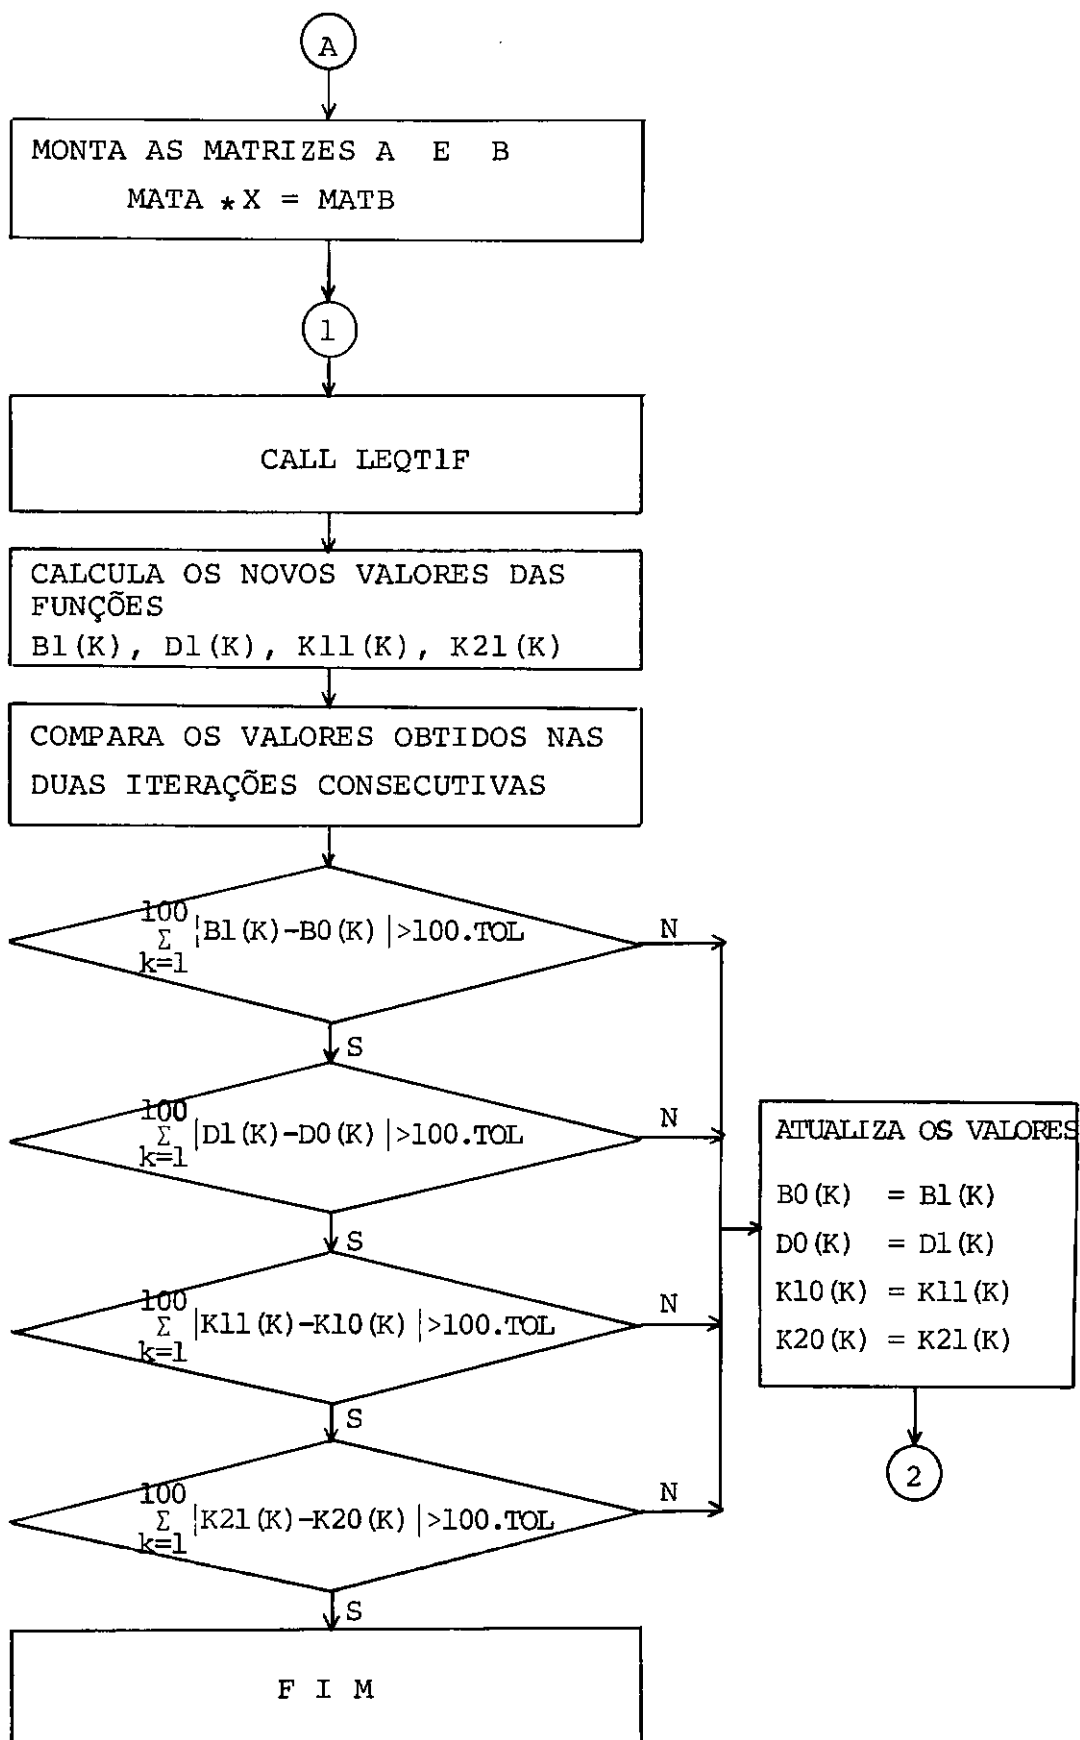 A
MONTA AS MATRIZES A E B
MATA * X = MATB
1
CALL LEQT1F
CALCULA OS NOVOS VALORES DAS
FUNÇÕES
B1(K), D1(K), K11(K), K21(K)
COMPARA OS VALORES OBTIDOS NAS
DUAS ITERAÇÕES CONSECUTIVAS
100
Σ |B1(K)-B0(K)|>100.TOL
k=1
N
S
100
Σ |D1(K)-D0(K)|>100.TOL
k=1
N
S
100
Σ |K11(K)-K10(K)|>100.TOL
k=1
N
S
100
Σ |K21(K)-K20(K)|>100.TOL
k=1
N
S
F I M
ATUALIZA OS VALORES
B0(K) = B1(K)
D0(K) = D1(K)
K10(K) = K11(K)
K20(K) = K21(K)
2